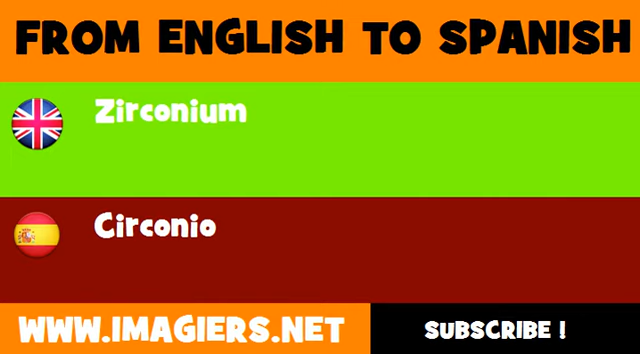 FROM ENGLISH TO SPANISH
Zirconium
Circonio
WWW.IMAGIERS.NET
SUBSCRIBE !